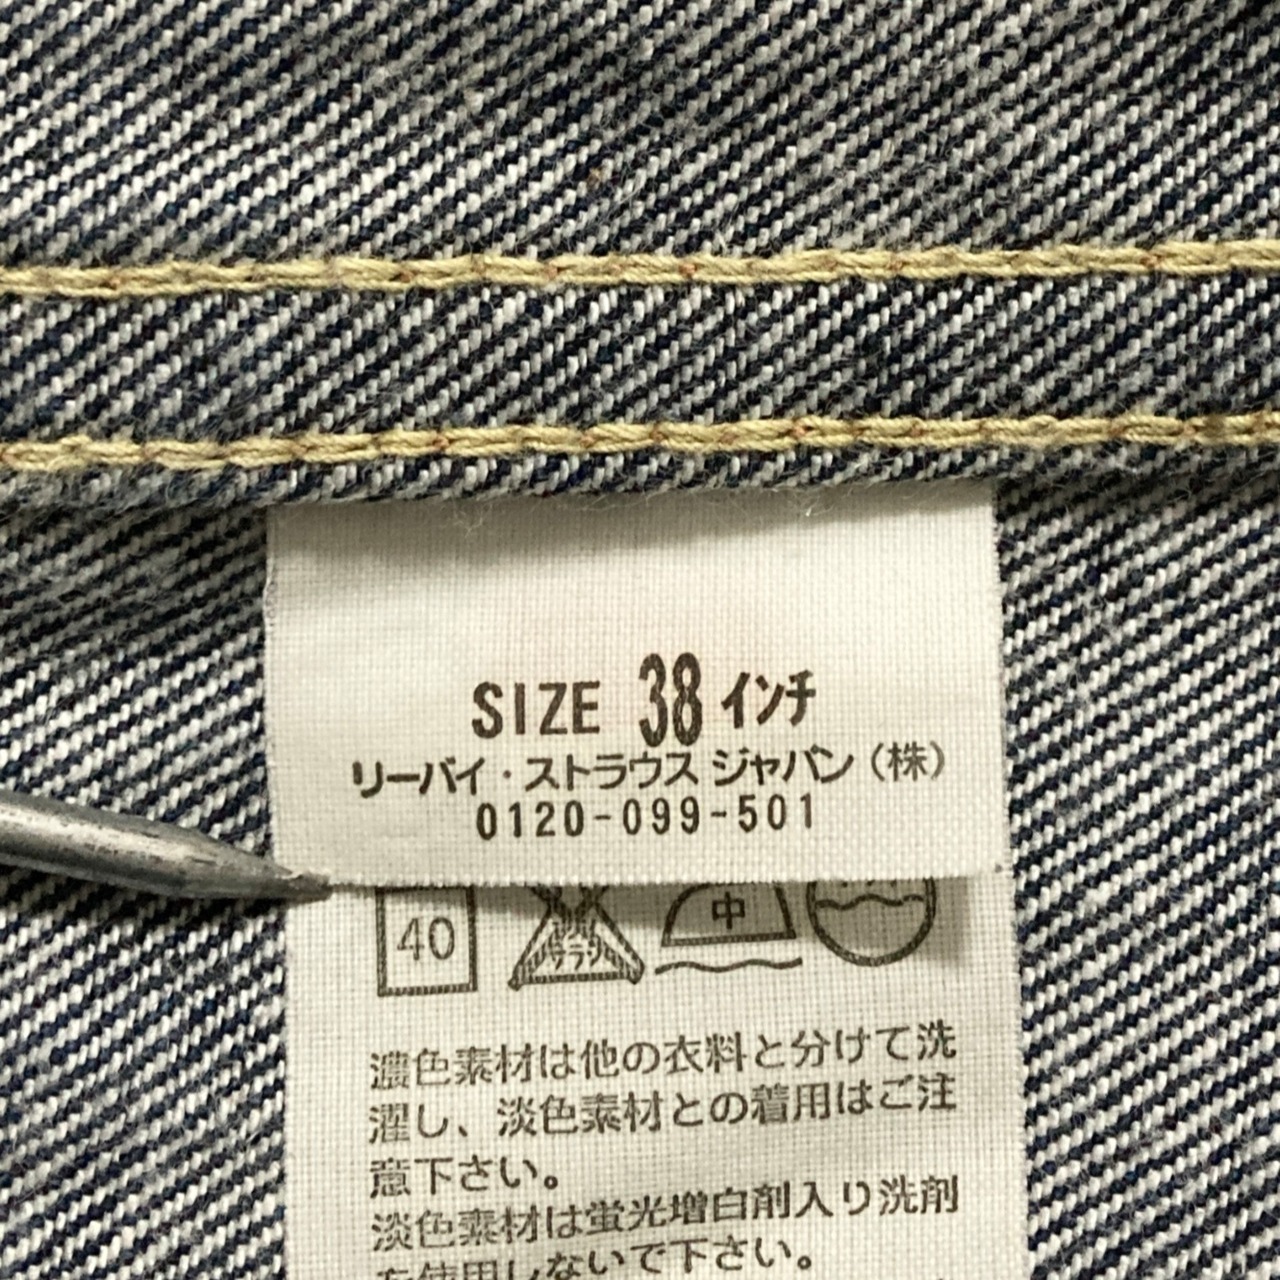 SIZE 38 インチ
リーバイ・ストラウス ジャパン（株）
0120-099-501
40 中
濃色素材は他の衣料と分けて洗
濯し、淡色素材との着用はご注
意下さい。
淡色素材は蛍光増白剤入り洗剤
を使用しないで下さい。